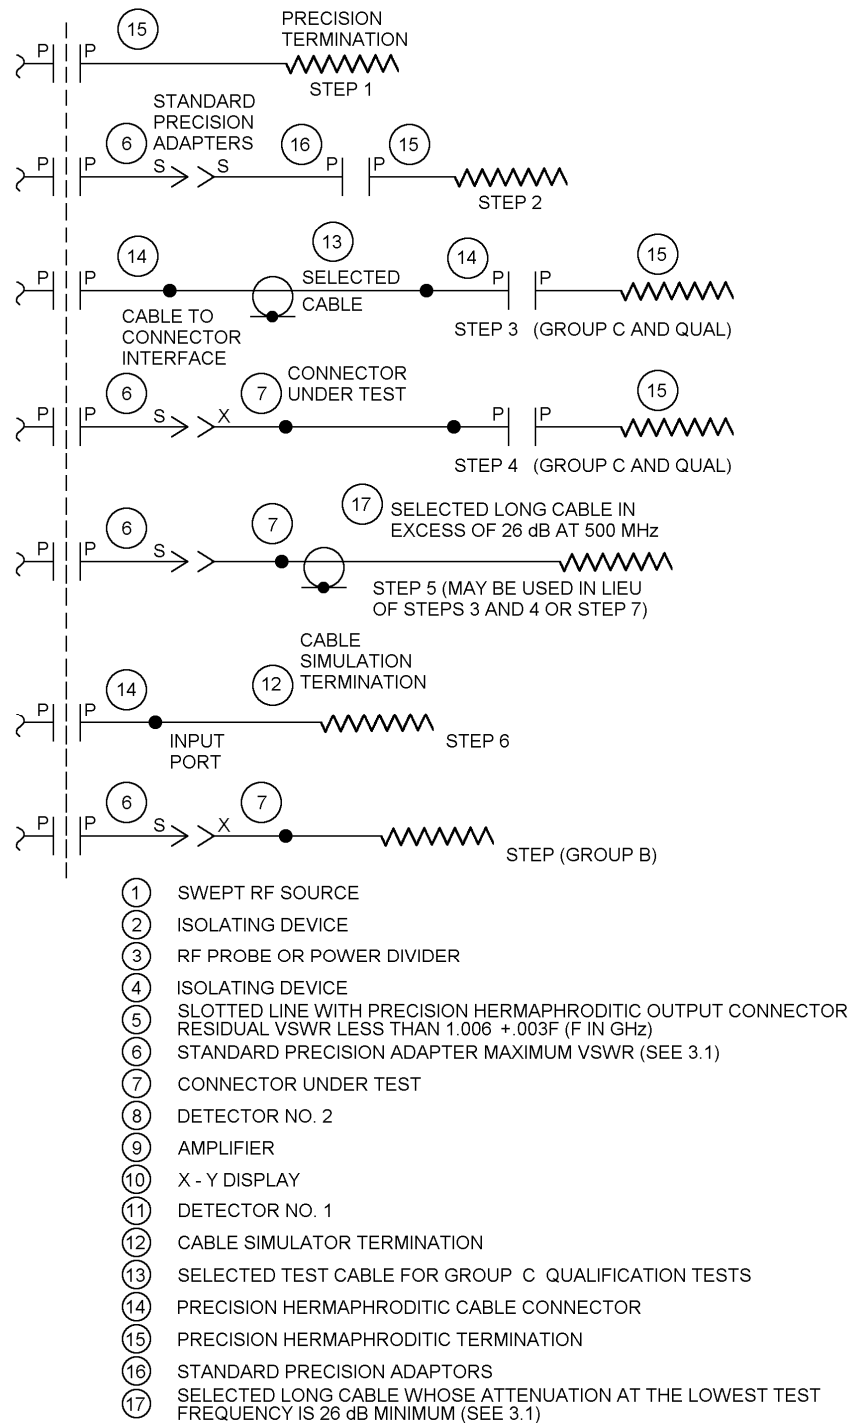 15
PRECISION
TERMINATION
P P
STEP 1
STANDARD
PRECISION
ADAPTERS
6 16 15
P P S S P P
STEP 2
14 13 14 15
SELECTED
CABLE
P P P P
CABLE TO
CONNECTOR
INTERFACE
STEP 3 (GROUP C AND QUAL)
6 7 15
CONNECTOR
UNDER TEST
P P S X P P
STEP 4 (GROUP C AND QUAL)
17
SELECTED LONG CABLE IN
EXCESS OF 26 dB AT 500 MHz
6 7
P P S
STEP 5 (MAY BE USED IN LIEU
OF STEPS 3 AND 4 OR STEP 7)
CABLE
SIMULATION
TERMINATION
14 12
P P
INPUT
PORT
STEP 6
6 7
P P S X
STEP (GROUP B)
1 SWEPT RF SOURCE
2 ISOLATING DEVICE
3 RF PROBE OR POWER DIVIDER
4 ISOLATING DEVICE
5 SLOTTED LINE WITH PRECISION HERMAPHRODITIC OUTPUT CONNECTOR
RESIDUAL VSWR LESS THAN 1.006 +.003F (F IN GHz)
6 STANDARD PRECISION ADAPTER MAXIMUM VSWR (SEE 3.1)
7 CONNECTOR UNDER TEST
8 DETECTOR NO. 2
9 AMPLIFIER
10 X - Y DISPLAY
11 DETECTOR NO. 1
12 CABLE SIMULATOR TERMINATION
13 SELECTED TEST CABLE FOR GROUP C QUALIFICATION TESTS
14 PRECISION HERMAPHRODITIC CABLE CONNECTOR
15 PRECISION HERMAPHRODITIC TERMINATION
16 STANDARD PRECISION ADAPTORS
17 SELECTED LONG CABLE WHOSE ATTENUATION AT THE LOWEST TEST
FREQUENCY IS 26 dB MINIMUM (SEE 3.1)